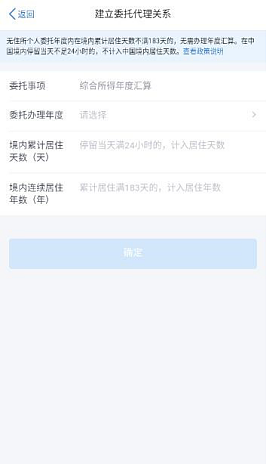 返回
建立委托代理关系
无住所个人委托年度内在境内累计居住天数不满183天的，无需办理年度汇算。在中
国境内停留当天不足24小时的，不计入中国境内居住天数。查看政策说明
委托事项 综合所得年度汇算
委托办理年度 请选择
境内累计居住 停留当天满24小时的，计入居住天数
天数（天）
境内连续居住 累计居住满183天的，计入居住年数
年数（年）
确定